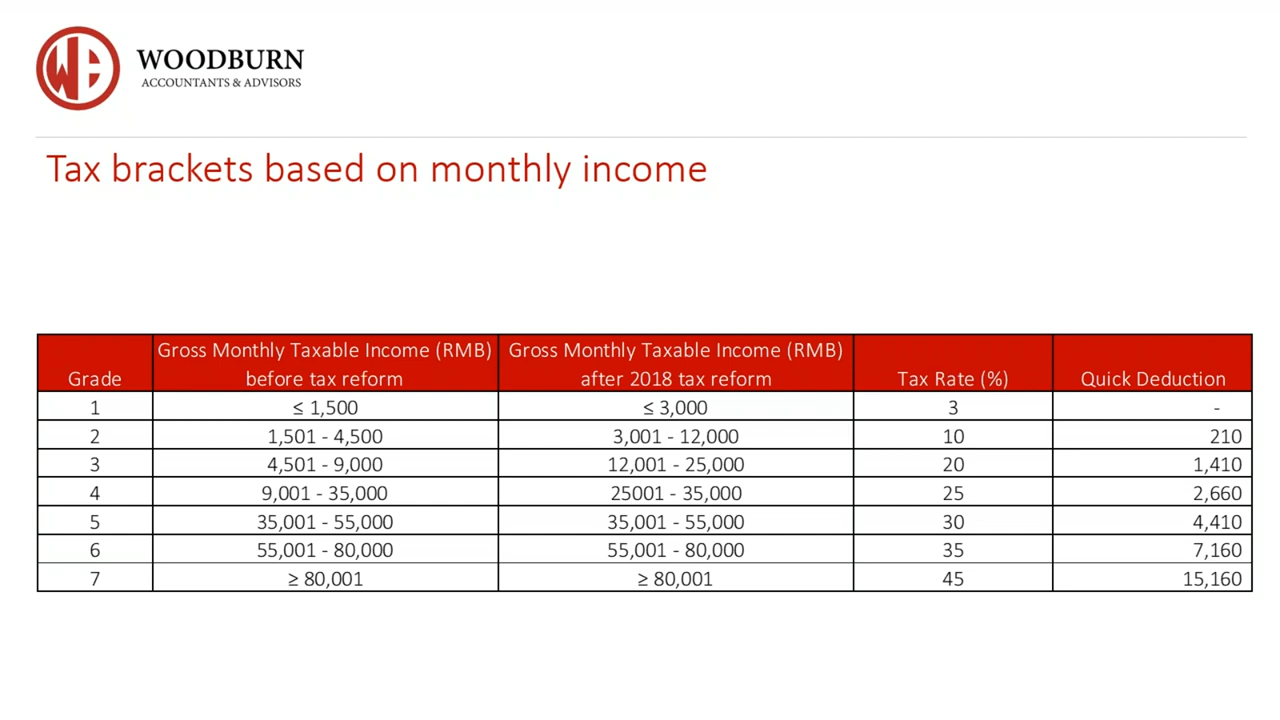 WOODBURN
ACCOUNTANTS & ADVISORS
Tax brackets based on monthly income
Grade Gross Monthly Taxable Income (RMB) before tax reform Gross Monthly Taxable Income (RMB) after 2018 tax reform Tax Rate (%) Quick Deduction
1 ≤ 1,500 ≤ 3,000 3 -
2 1,501 - 4,500 3,001 - 12,000 10 210
3 4,501 - 9,000 12,001 - 25,000 20 1,410
4 9,001 - 35,000 25001 - 35,000 25 2,660
5 35,001 - 55,000 35,001 - 55,000 30 4,410
6 55,001 - 80,000 55,001 - 80,000 35 7,160
7 ≥ 80,001 ≥ 80,001 45 15,160